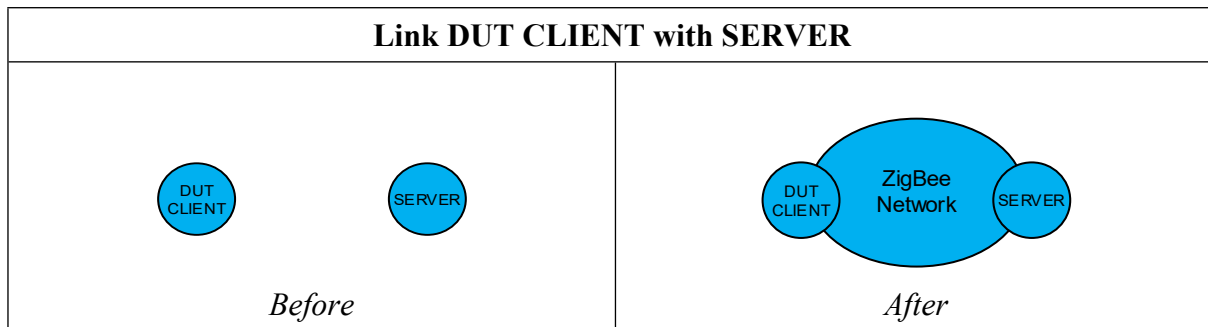 Link DUT CLIENT with SERVER
DUT
CLIENT
SERVER
Before
DUT
CLIENT
ZigBee
Network
SERVER
After